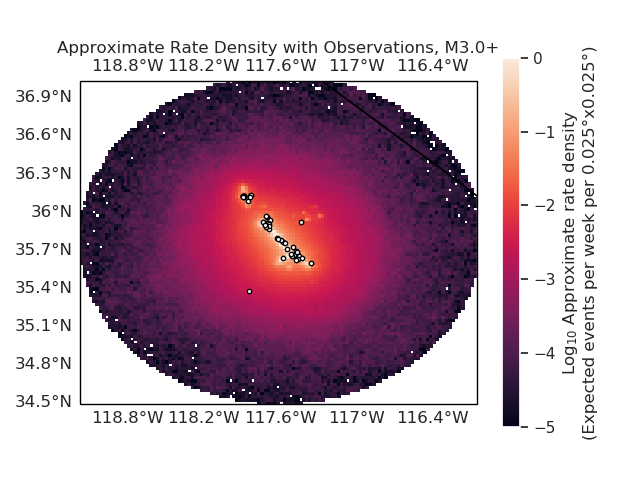 Approximate Rate Density with Observations, M3.0+
118.8°W 118.2°W 117.6°W 117°W 116.4°W
36.9°N
36.6°N
36.3°N
36°N
35.7°N
35.4°N
35.1°N
34.8°N
34.5°N
118.8°W 118.2°W 117.6°W 117°W 116.4°W
0
−1
−2
−3
−4
−5
Log₁₀ Approximate rate density
(Expected events per week per 0.025°x0.025°)